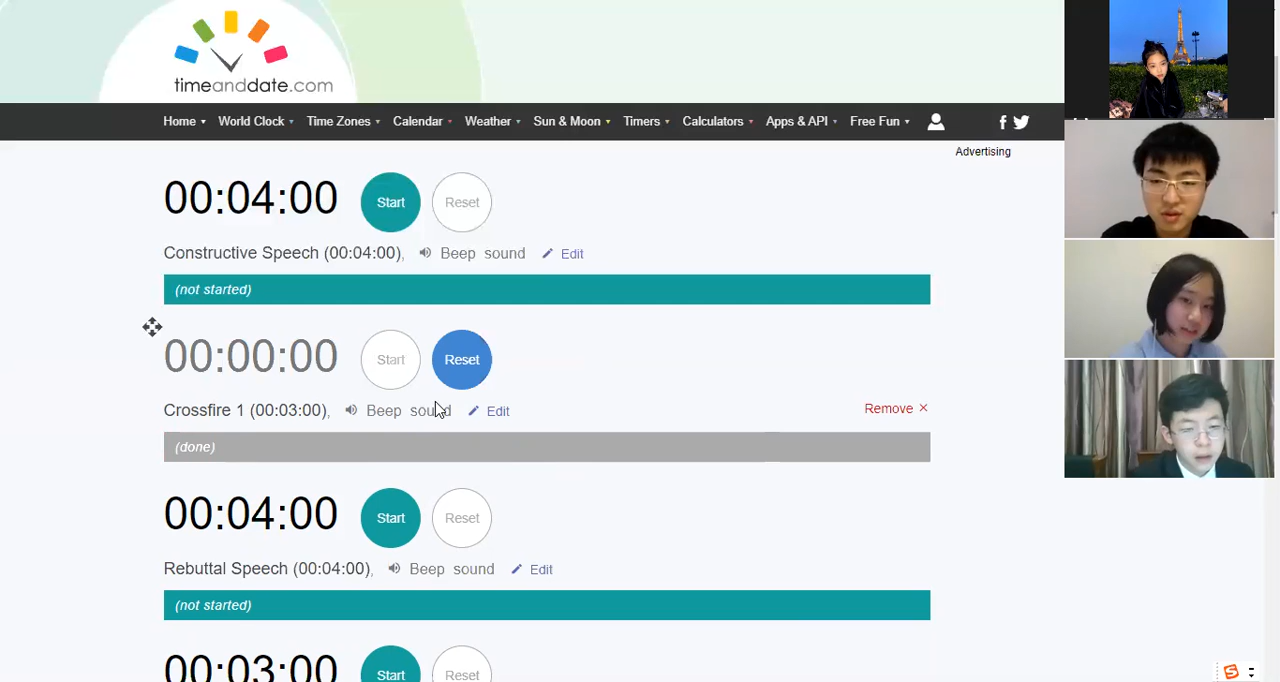 timeanddate.com
Home World Clock Time Zones Calendar Weather Sun & Moon Timers Calculators Apps & API Free Fun
Advertising
00:04:00 Start Reset
Constructive Speech (00:04:00), Beep sound Edit
(not started)
00:00:00 Start Reset
Crossfire 1 (00:03:00), Beep sound Edit Remove ×
(done)
00:04:00 Start Reset
Rebuttal Speech (00:04:00), Beep sound Edit
(not started)
00:03:00 Start Reset